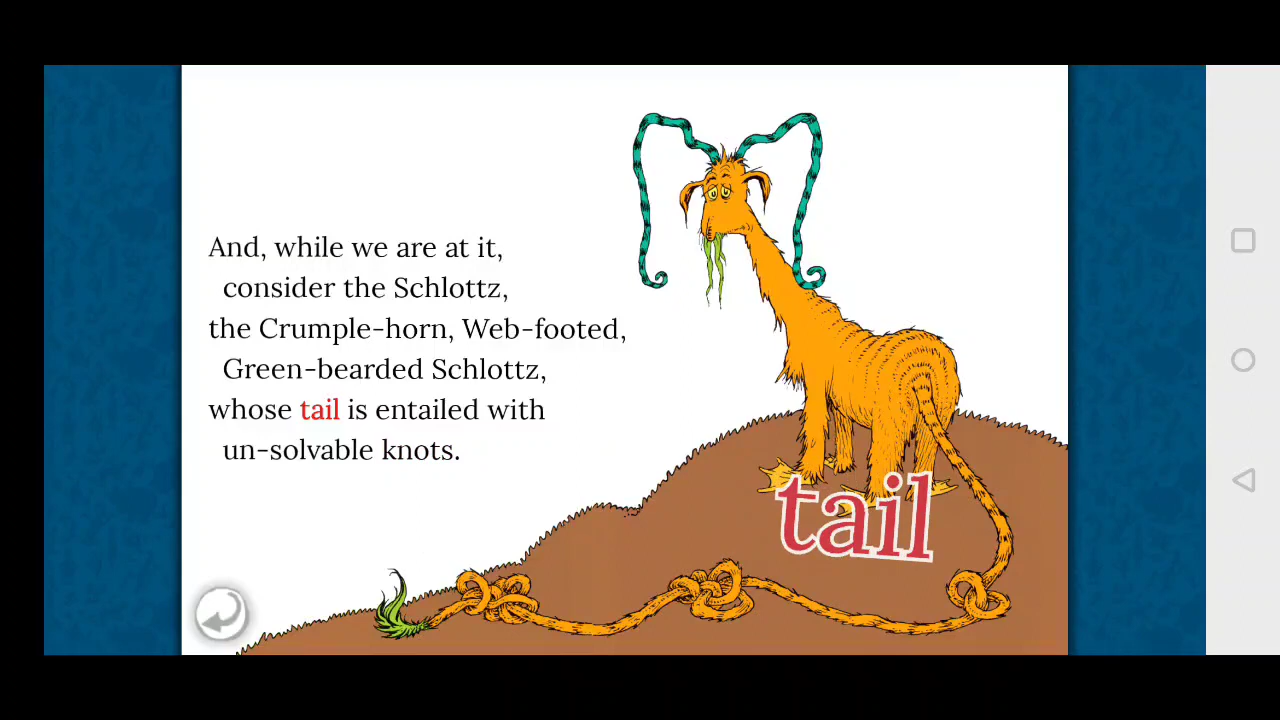 And, while we are at it,
consider the Schlottz,
the Crumple-horn, Web-footed,
Green-bearded Schlottz,
whose tail is entailed with
un-solvable knots.
tail